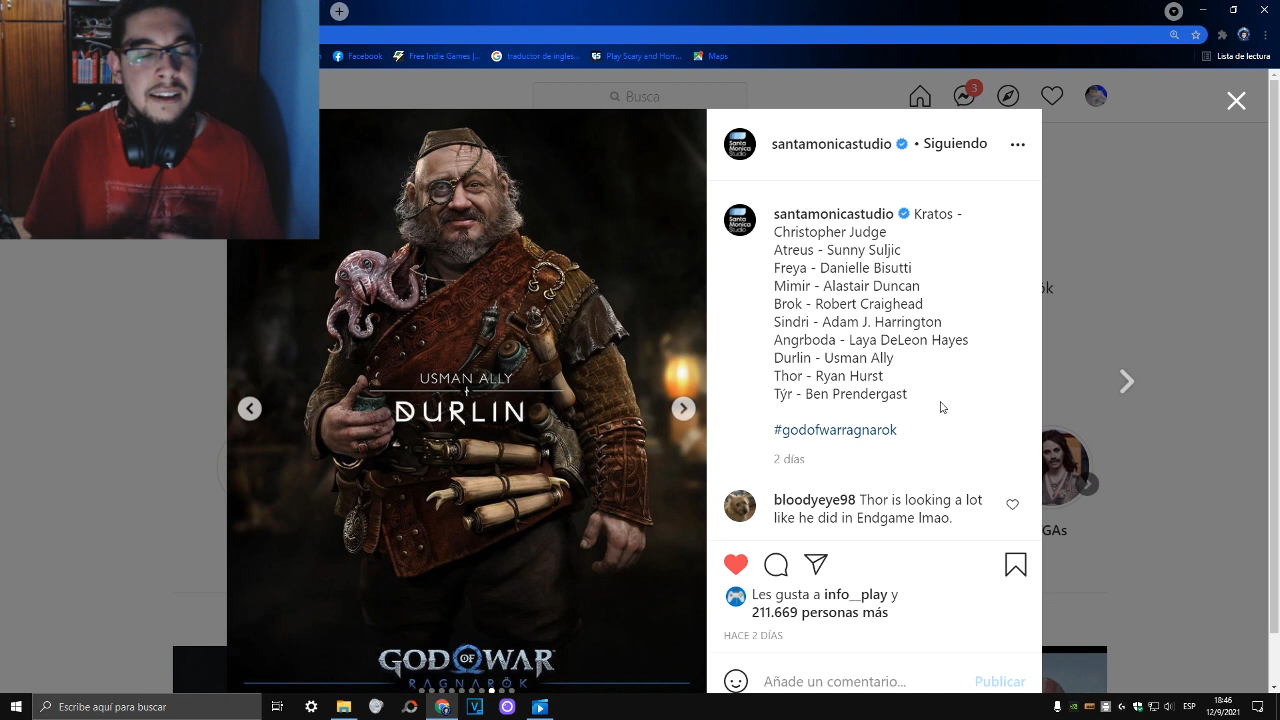 Facebook
Free Indie Games |...
traductor de ingles...
Play Scary and Horr...
Maps
Lista de lectura
Busca
3
santamonicastudio • Siguiendo
Santa Monica Studio
santamonicastudio Kratos -
Christopher Judge
Atreus - Sunny Suljic
Freya - Danielle Bisutti
Mimir - Alastair Duncan
Brok - Robert Craighead
Sindri - Adam J. Harrington
Angrboda - Laya DeLeon Hayes
Durlin - Usman Ally
Thor - Ryan Hurst
Týr - Ben Prendergast
#godofwarragnarok
2 días
bloodyeye98 Thor is looking a lot
like he did in Endgame lmao.
Les gusta a info__play y
211.669 personas más
HACE 2 DÍAS
Añade un comentario... Publicar
USMAN ALLY
DURLIN
GOD OF WAR
RAGNARÖK
ök
GAs
Escribe aquí para buscar
ESP
18:46
12/9/2021